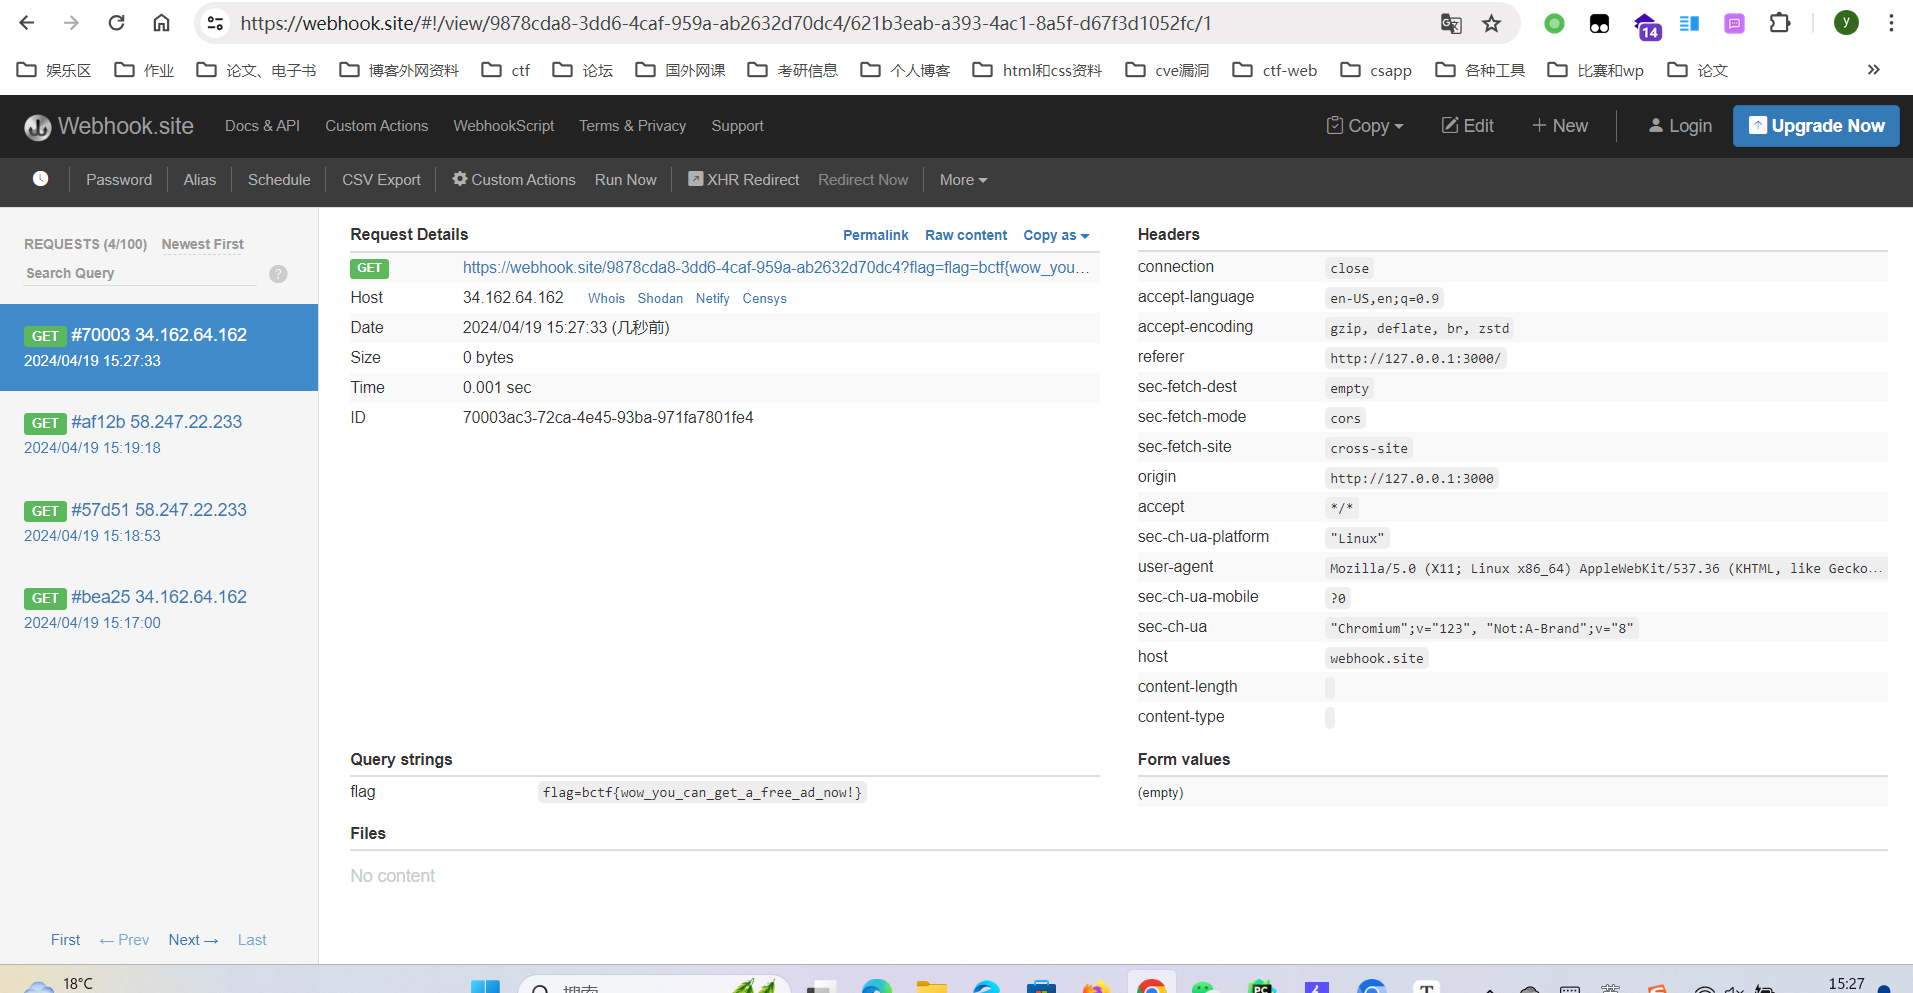 https://webhook.site/#!/view/9878cda8-3dd6-4caf-959a-ab2632d70dc4/621b3eab-a393-4ac1-8a5f-d67f3d1052fc/1
14
y
娱乐区 作业 论文、电子书 博客外网资料 ctf 论坛 国外网课 考研信息 个人博客 html和css资料 cve漏洞 ctf-web csapp 各种工具 比赛和wp 论文 »
Webhook.site Docs & API Custom Actions WebhookScript Terms & Privacy Support Copy Edit + New Login Upgrade Now
Password Alias Schedule CSV Export Custom Actions Run Now XHR Redirect Redirect Now More
REQUESTS (4/100) Newest First
Search Query ?
GET #70003 34.162.64.162
2024/04/19 15:27:33
GET #af12b 58.247.22.233
2024/04/19 15:19:18
GET #57d51 58.247.22.233
2024/04/19 15:18:53
GET #bea25 34.162.64.162
2024/04/19 15:17:00
First ← Prev Next → Last
Request Details Permalink Raw content Copy as
GET https://webhook.site/9878cda8-3dd6-4caf-959a-ab2632d70dc4?flag=flag=bctf{wow_you…
Host 34.162.64.162 Whois Shodan Netify Censys
Date 2024/04/19 15:27:33 (几秒前)
Size 0 bytes
Time 0.001 sec
ID 70003ac3-72ca-4e45-93ba-971fa7801fe4
Headers
connection close
accept-language en-US,en;q=0.9
accept-encoding gzip, deflate, br, zstd
referer http://127.0.0.1:3000/
sec-fetch-dest empty
sec-fetch-mode cors
sec-fetch-site cross-site
origin http://127.0.0.1:3000
accept */*
sec-ch-ua-platform "Linux"
user-agent Mozilla/5.0 (X11; Linux x86_64) AppleWebKit/537.36 (KHTML, like Gecko…
sec-ch-ua-mobile ?0
sec-ch-ua "Chromium";v="123", "Not:A-Brand";v="8"
host webhook.site
content-length
content-type
Query strings
flag flag=bctf{wow_you_can_get_a_free_ad_now!}
Form values
(empty)
Files
No content
18°C
搜索
15:27